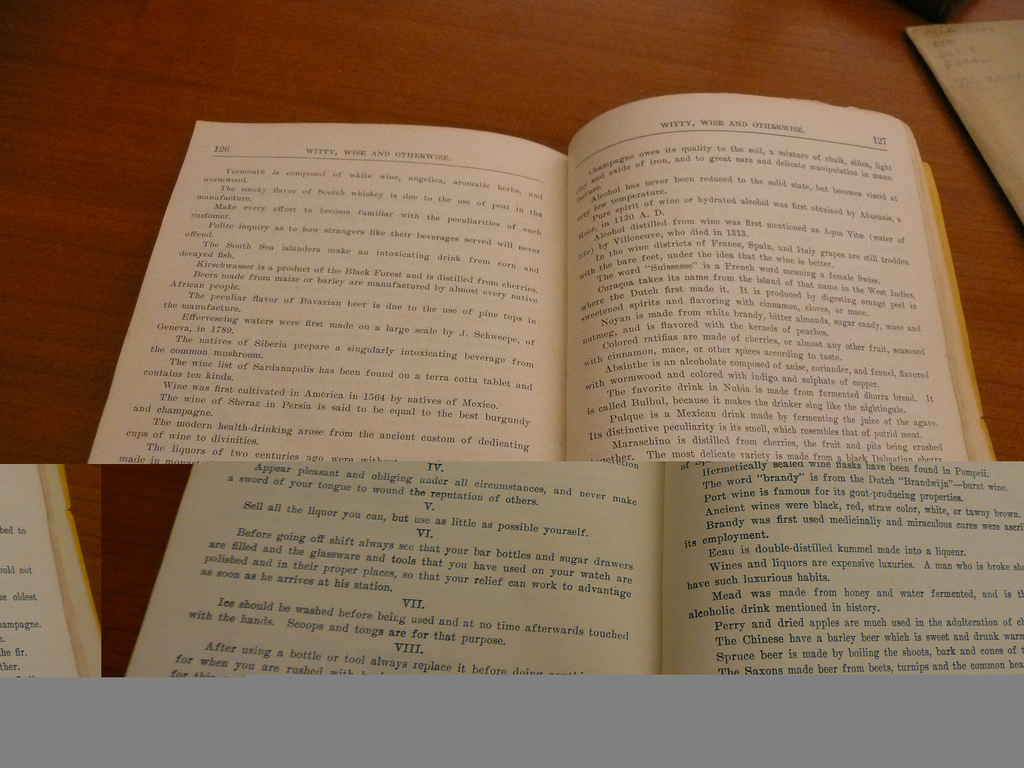 126
WITTY, WISE AND OTHERWISE.
Vermouth is composed of white wine, angelica, aromatic herbs, and
wormwood.
The smoky flavor of Scotch whiskey is due to the use of peat in the
manufacture.
Make every effort to become familiar with the peculiarities of each
customer.
Polite inquiry as to how strangers like their beverages served will never
offend.
The South Sea islanders make an intoxicating drink from corn and
decayed fish.
Kirschwasser is a product of the Black Forest and is distilled from cherries.
Beers made from maize or barley are manufactured by almost every native
African people.
The peculiar flavor of Bavarian beer is due to the use of pine tops in
the manufacture.
Effervescing waters were first made on a large scale by J. Schweepe, of
Geneva, in 1789.
The natives of Siberia prepare a singularly intoxicating beverage from
the common mushroom.
The wine list of Sardanapolis has been found on a terra cotta tablet and
contains ten kinds.
Wine was first cultivated in America in 1564 by natives of Mexico.
The wine of Sheraz in Persia is said to be equal to the best burgundy
and champagne.
The modern health-drinking arose from the ancient custom of dedicating
cups of wine to divinities.
The liquors of two centuries ago were
made in
WITTY, WISE AND OTHERWISE.
127
Champagne owes its quality to the soil, a mixture of chalk, silica, light
clay and oxide of iron, and to great care and delicate manipulation in manu-
facture.
Alcohol has never been reduced to the solid state, but becomes viscid at
very low temperature.
Pure spirit of wine or hydrated alcohol was first obtained by Abucasis, a
Moor, in 1130 A. D.
Alcohol distilled from wine was first mentioned as Aqua Vitæ (water of
life) by Villeneuve, who died in 1313.
In the wine districts of France, Spain, and Italy grapes are still trodden
with the bare feet, under the idea that the wine is better.
The word "Suissesse" is a French word meaning a female Swiss.
Curaçoa takes its name from the island of that name in the West Indies,
where the Dutch first made it. It is produced by digesting orange peel in
sweetened spirits and flavoring with cinnamon, cloves, or mace.
Noyan is made from white brandy, bitter almonds, sugar candy, mace and
nutmeg, and is flavored with the kernels of peaches.
Colored ratifias are made of cherries, or almost any other fruit, seasoned
with cinnamon, mace, or other spices according to taste.
Absinthe is an alcoholate composed of anise, coriander, and fennel, flavored
with wormwood and colored with indigo and sulphate of copper.
The favorite drink in Nubia is made from fermented dhurra bread. It
is called Bulbul, because it makes the drinker sing like the nightingale.
Pulque is a Mexican drink made by fermenting the juice of the agave.
Its distinctive peculiarity is its smell, which resembles that of putrid meat.
Maraschino is distilled from cherries, the fruit and pits being crushed
together. The most delicate variety is made from a black Dalmatian cherry
bed to
ould not
e oldest
hampagne.
n.
the fir.
ther.
IV.
Appear pleasant and obliging under all circumstances, and never make
a sword of your tongue to wound the reputation of others.
V.
Sell all the liquor you can, but use as little as possible yourself.
VI.
Before going off shift always see that your bar bottles and sugar drawers
are filled and the glassware and tools that you have used on your watch are
polished and in their proper places, so that your relief can work to advantage
as soon as he arrives at his station.
VII.
Ice should be washed before being used and at no time afterwards touched
with the hands. Scoops and tongs are for that purpose.
VIII.
After using a bottle or tool always replace it before doing
for when you are rushed with
of
Hermetically sealed wine flasks have been found in Pompeii.
The word "brandy" is from the Dutch "Brandwijn"—burnt wine.
Port wine is famous for its gout-producing properties.
Ancient wines were black, red, straw color, white, or tawny brown.
Brandy was first used medicinally and miraculous cures were ascri
its employment.
Ecau is double-distilled kummel made into a liqueur.
Wines and liquors are expensive luxuries. A man who is broke sho
have such luxurious habits.
Mead was made from honey and water fermented, and is th
alcoholic drink mentioned in history.
Perry and dried apples are much used in the adulteration of ch
The Chinese have a barley beer which is sweet and drunk warm
Spruce beer is made by boiling the shoots, bark and cones of t
The Saxons made beer from beets, turnips and the common hea